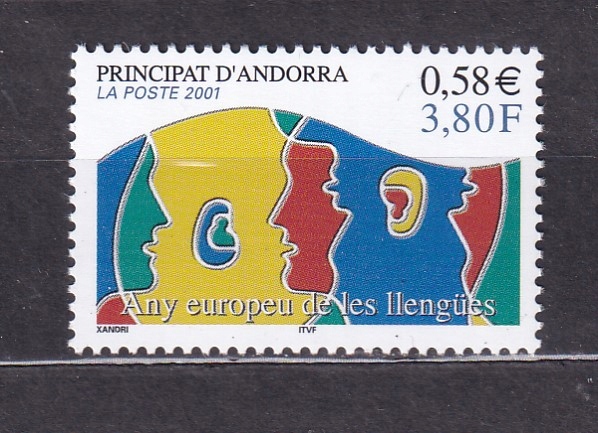 PRINCIPAT D'ANDORRA
LA POSTE 2001
0,58€
3,80F
Any europeu de les llengües
XANDRI
ITVF